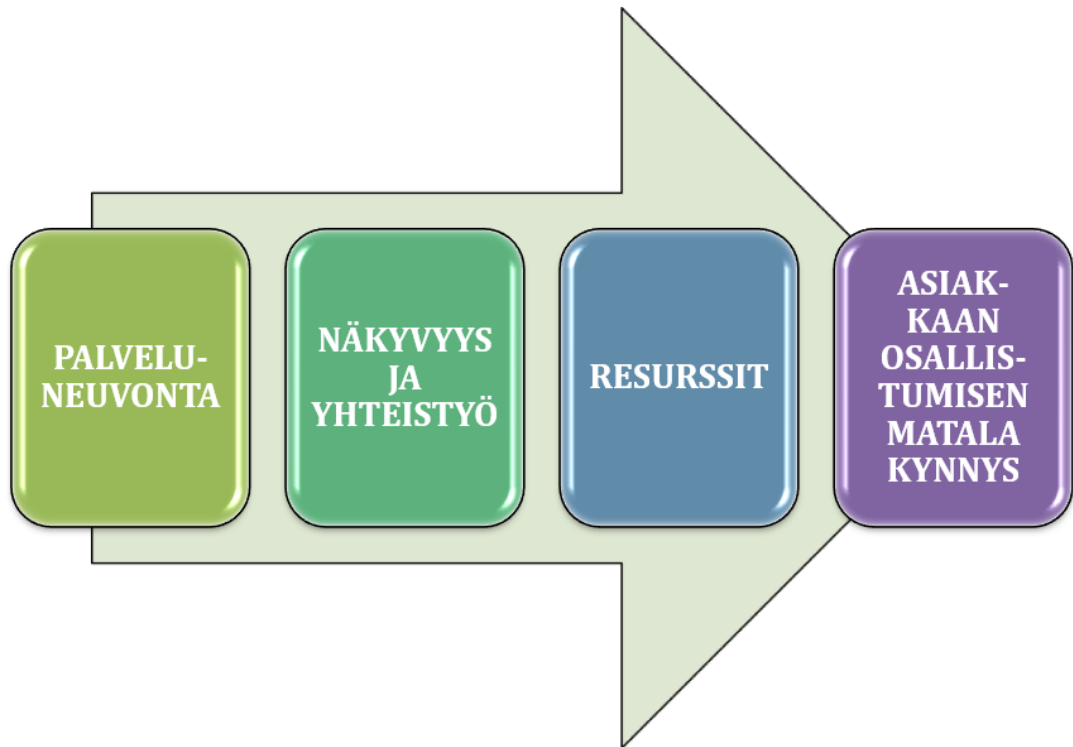 PALVELU-
NEUVONTA
NÄKYVYYS
JA
YHTEISTYÖ
RESURSSIT
ASIAK-
KAAN
OSALLIS-
TUMISEN
MATALA
KYNNYS